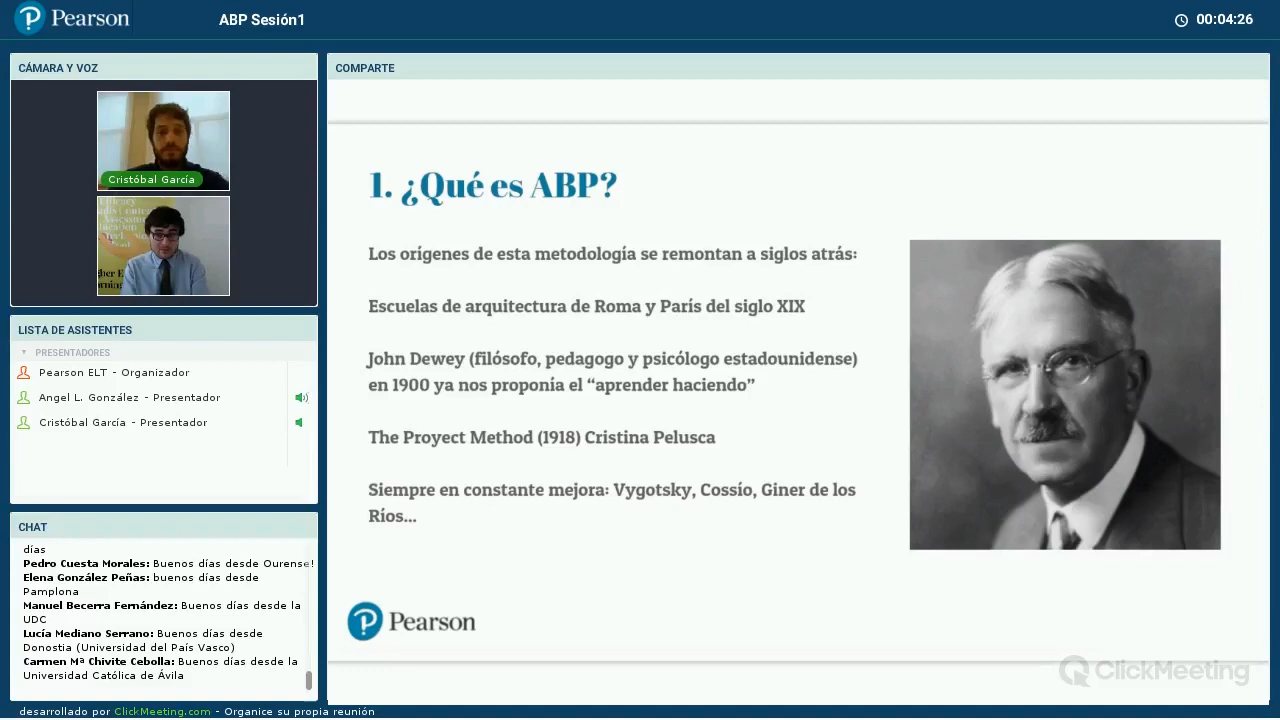 Pearson
ABP Sesión1
00:04:26
CÁMARA Y VOZ
Cristóbal García
LISTA DE ASISTENTES
PRESENTADORES
Pearson ELT - Organizador
Angel L. González - Presentador
Cristóbal García - Presentador
CHAT
días
Pedro Cuesta Morales: Buenos días desde Ourense!
Elena González Peñas: buenos días desde
Pamplona
Manuel Becerra Fernández: Buenos días desde la
UDC
Lucía Mediano Serrano: Buenos días desde
Donostia (Universidad del País Vasco)
Carmen Mª Chivite Cebolla: Buenos días desde la
Universidad Católica de Ávila
COMPARTE
1. ¿Qué es ABP?
Los orígenes de esta metodología se remontan a siglos atrás:
Escuelas de arquitectura de Roma y París del siglo XIX
John Dewey (filósofo, pedagogo y psicólogo estadounidense)
en 1900 ya nos proponía el “aprender haciendo”
The Proyect Method (1918) Cristina Pelusca
Siempre en constante mejora: Vygotsky, Cossío, Giner de los
Ríos...
Pearson
ClickMeeting
desarrollado por ClickMeeting.com - Organice su propia reunión